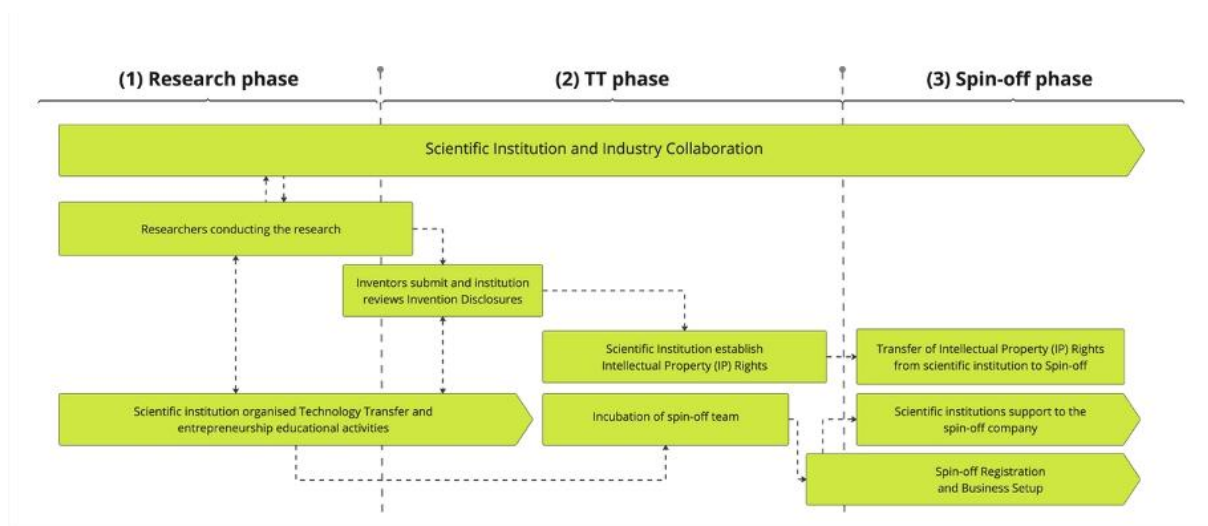 (1) Research phase
(2) TT phase
(3) Spin-off phase
Scientific Institution and Industry Collaboration
Researchers conducting the research
Inventors submit and institution
reviews Invention Disclosures
Scientific Institution establish
Intellectual Property (IP) Rights
Transfer of Intellectual Property (IP) Rights
from scientific institution to Spin-off
Scientific institution organised Technology Transfer and
entrepreneurship educational activities
Incubation of spin-off team
Scientific institutions support to the
spin-off company
Spin-off Registration
and Business Setup